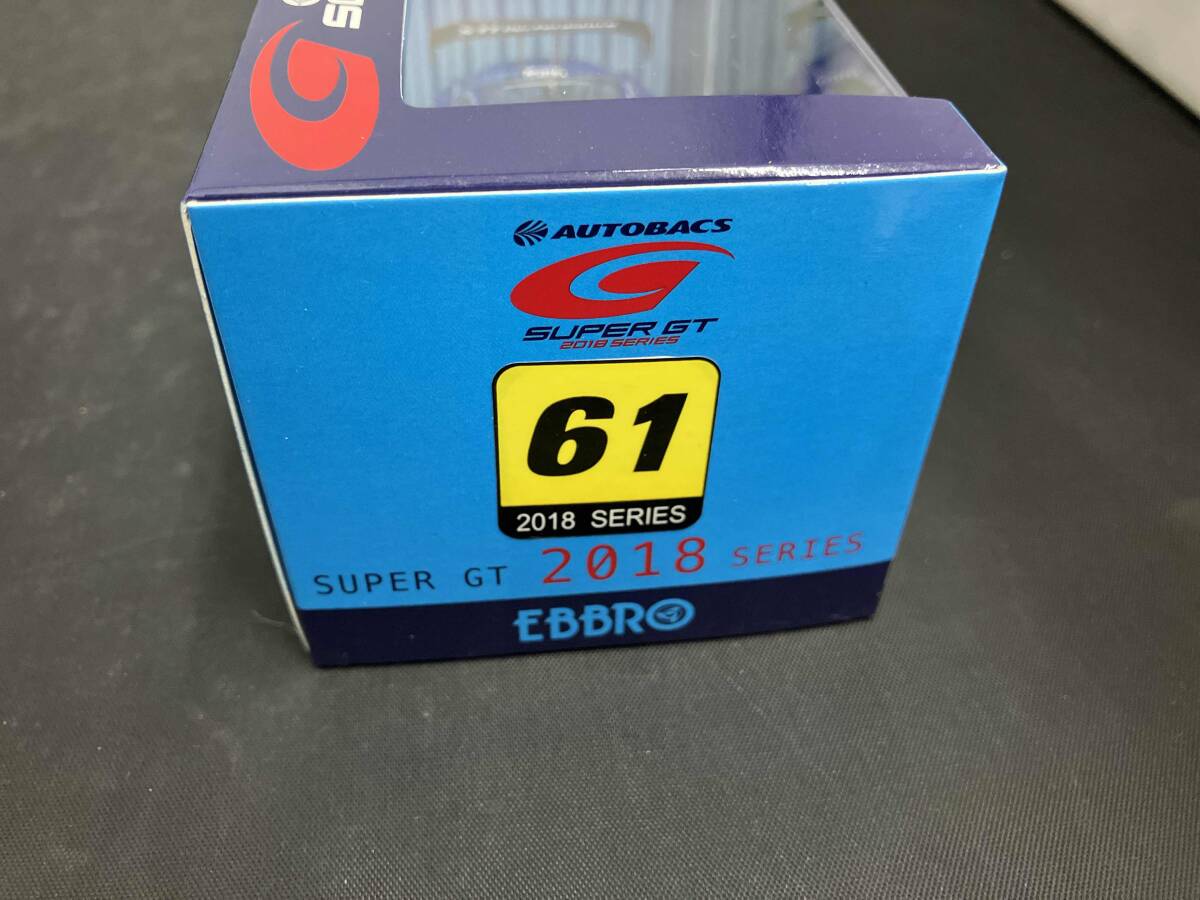 AUTOBACS
SUPER GT
2018 SERIES
61
2018 SERIES
SUPER GT 2018 SERIES
EBBRO